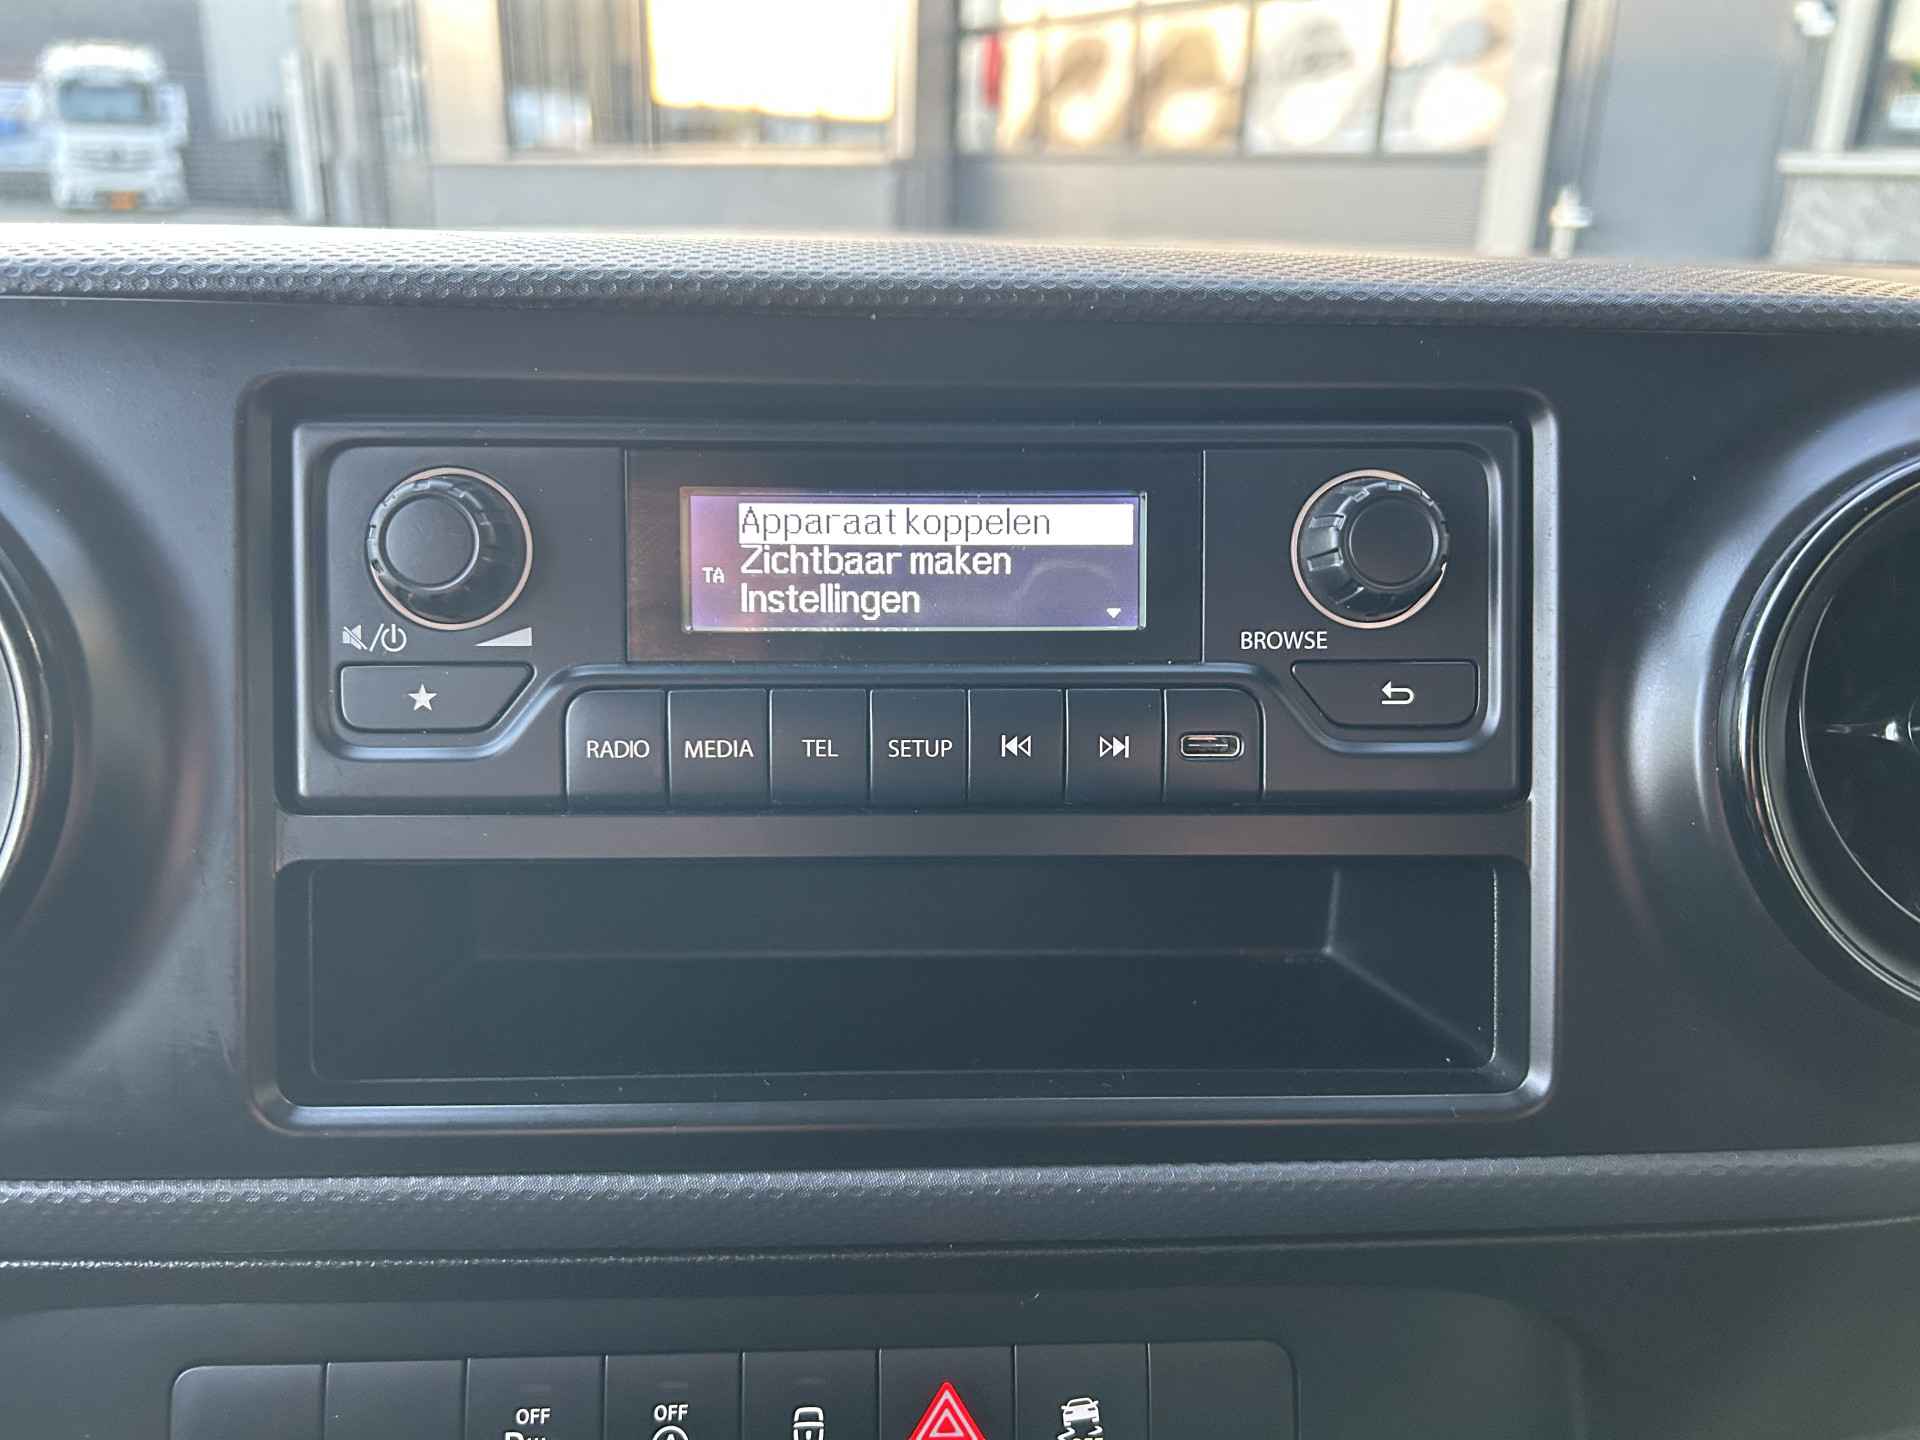 Apparaat koppelen
Zichtbaar maken
TA
Instellingen
BROWSE
RADIO
MEDIA
TEL
SETUP
OFF
OFF